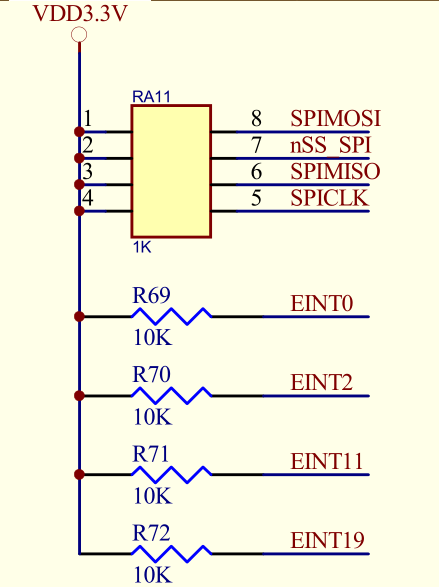 VDD3.3V
RA11
1 8 SPIMOSI
2 7 nSS_SPI
3 6 SPIMISO
4 5 SPICLK
1K
R69 EINT0
10K
R70 EINT2
10K
R71 EINT11
10K
R72 EINT19
10K